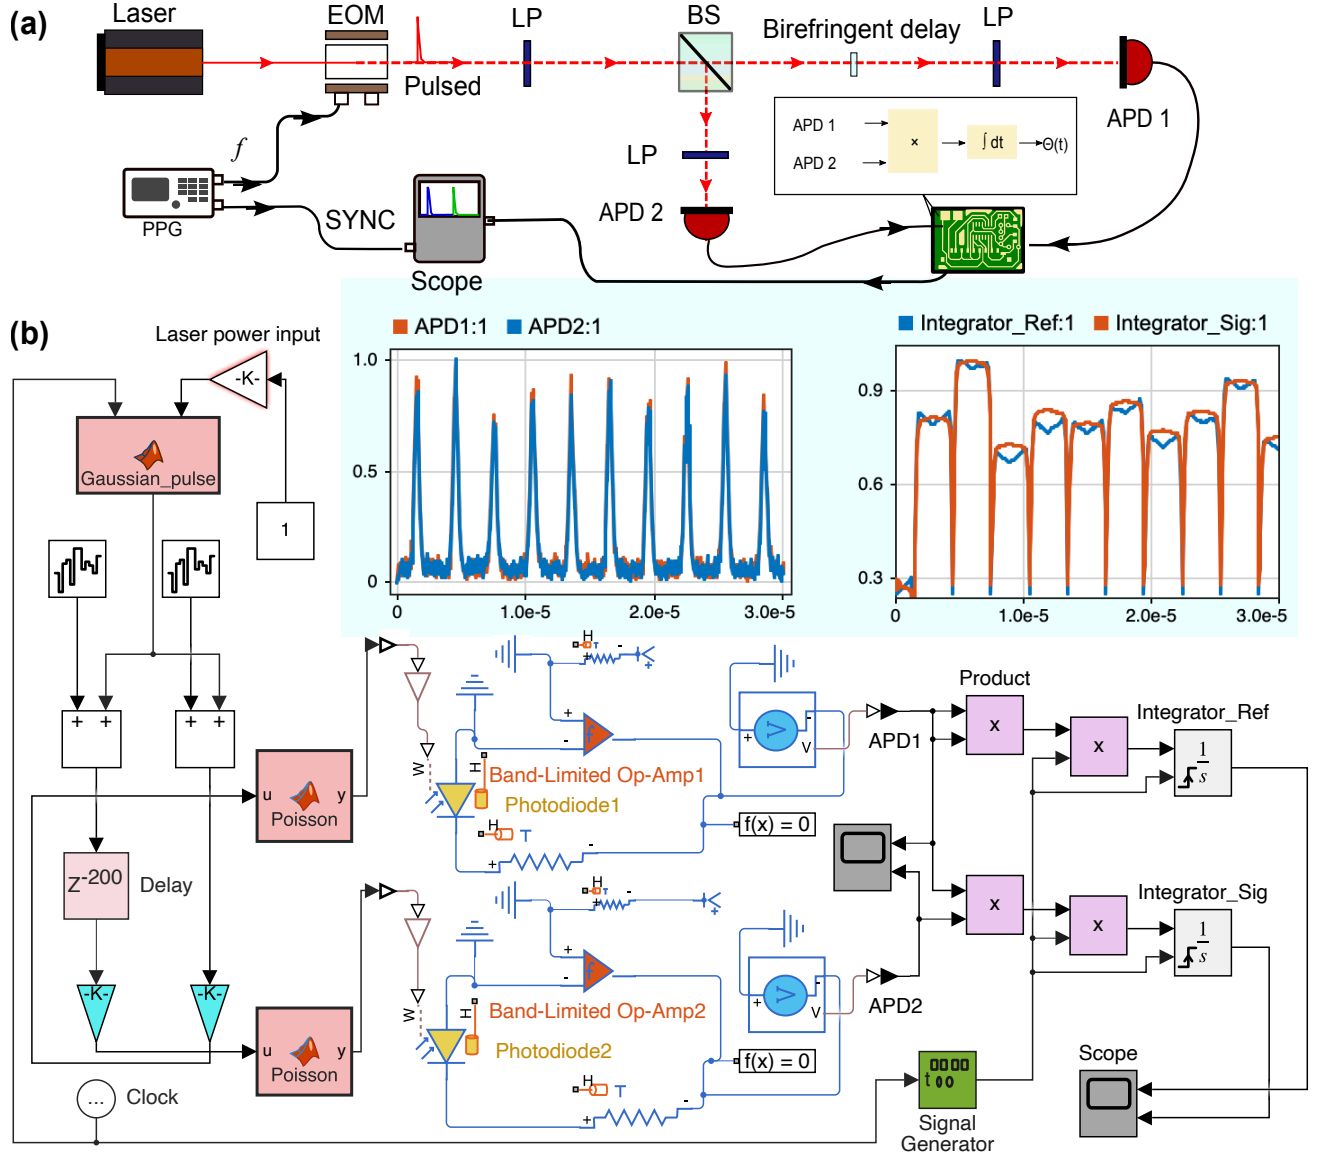 (a)
Laser
EOM
LP
BS
Birefringent delay
LP
Pulsed
APD 1
f
LP
APD 1
APD 2
x
∫ dt
Θ(t)
PPG
SYNC
APD 2
Scope
(b)
Laser power input
-K-
Gaussian_pulse
1
APD1:1
APD2:1
1.0
0.5
0
0
1.0e-5
2.0e-5
3.0e-5
Integrator_Ref:1
Integrator_Sig:1
0.9
0.6
0.3
0
1.0e-5
2.0e-5
3.0e-5
+ +
+ +
u
y
Poisson
Z-200
Delay
-K-
-K-
u
y
Poisson
...
Clock
H
T
+
-
+
-
f
W
H
Band-Limited Op-Amp1
Photodiode1
H
T
+
-
f(x) = 0
V
+
-
V
APD1
H
T
+
-
+
-
f
W
H
Band-Limited Op-Amp2
Photodiode2
H
T
+
-
f(x) = 0
V
+
-
V
APD2
Product
x
x
Integrator_Ref
1
s
x
x
Integrator_Sig
1
s
t
Signal
Generator
Scope